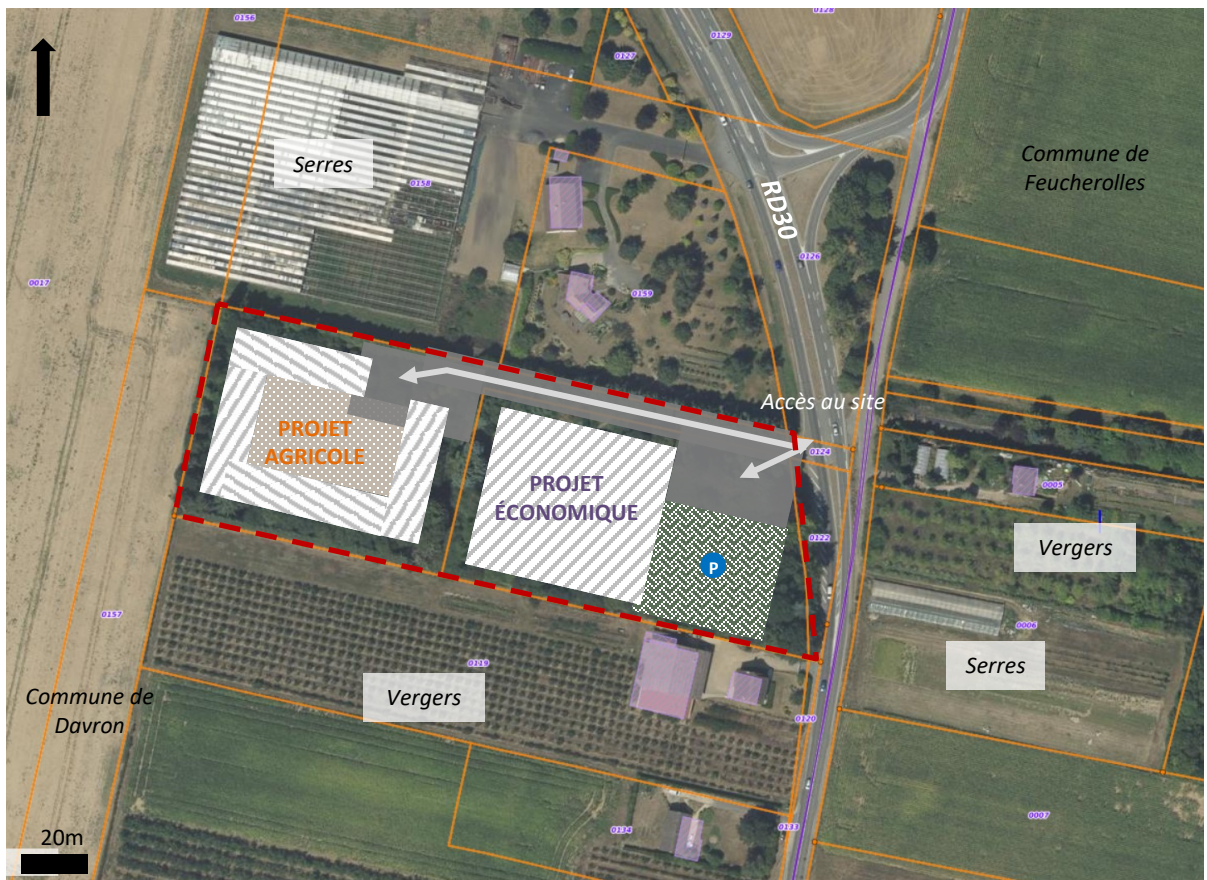 0156
0128
0129
0127
Serres
0158
Commune de
Feucherolles
RD30
0126
0017
0159
Accès au site
0124
PROJET
AGRICOLE
PROJET
ÉCONOMIQUE
0005
Vergers
0122
P
0157
0006
Serres
0119
Vergers
Commune de
Davron
0120
20m
0134
0133
0007